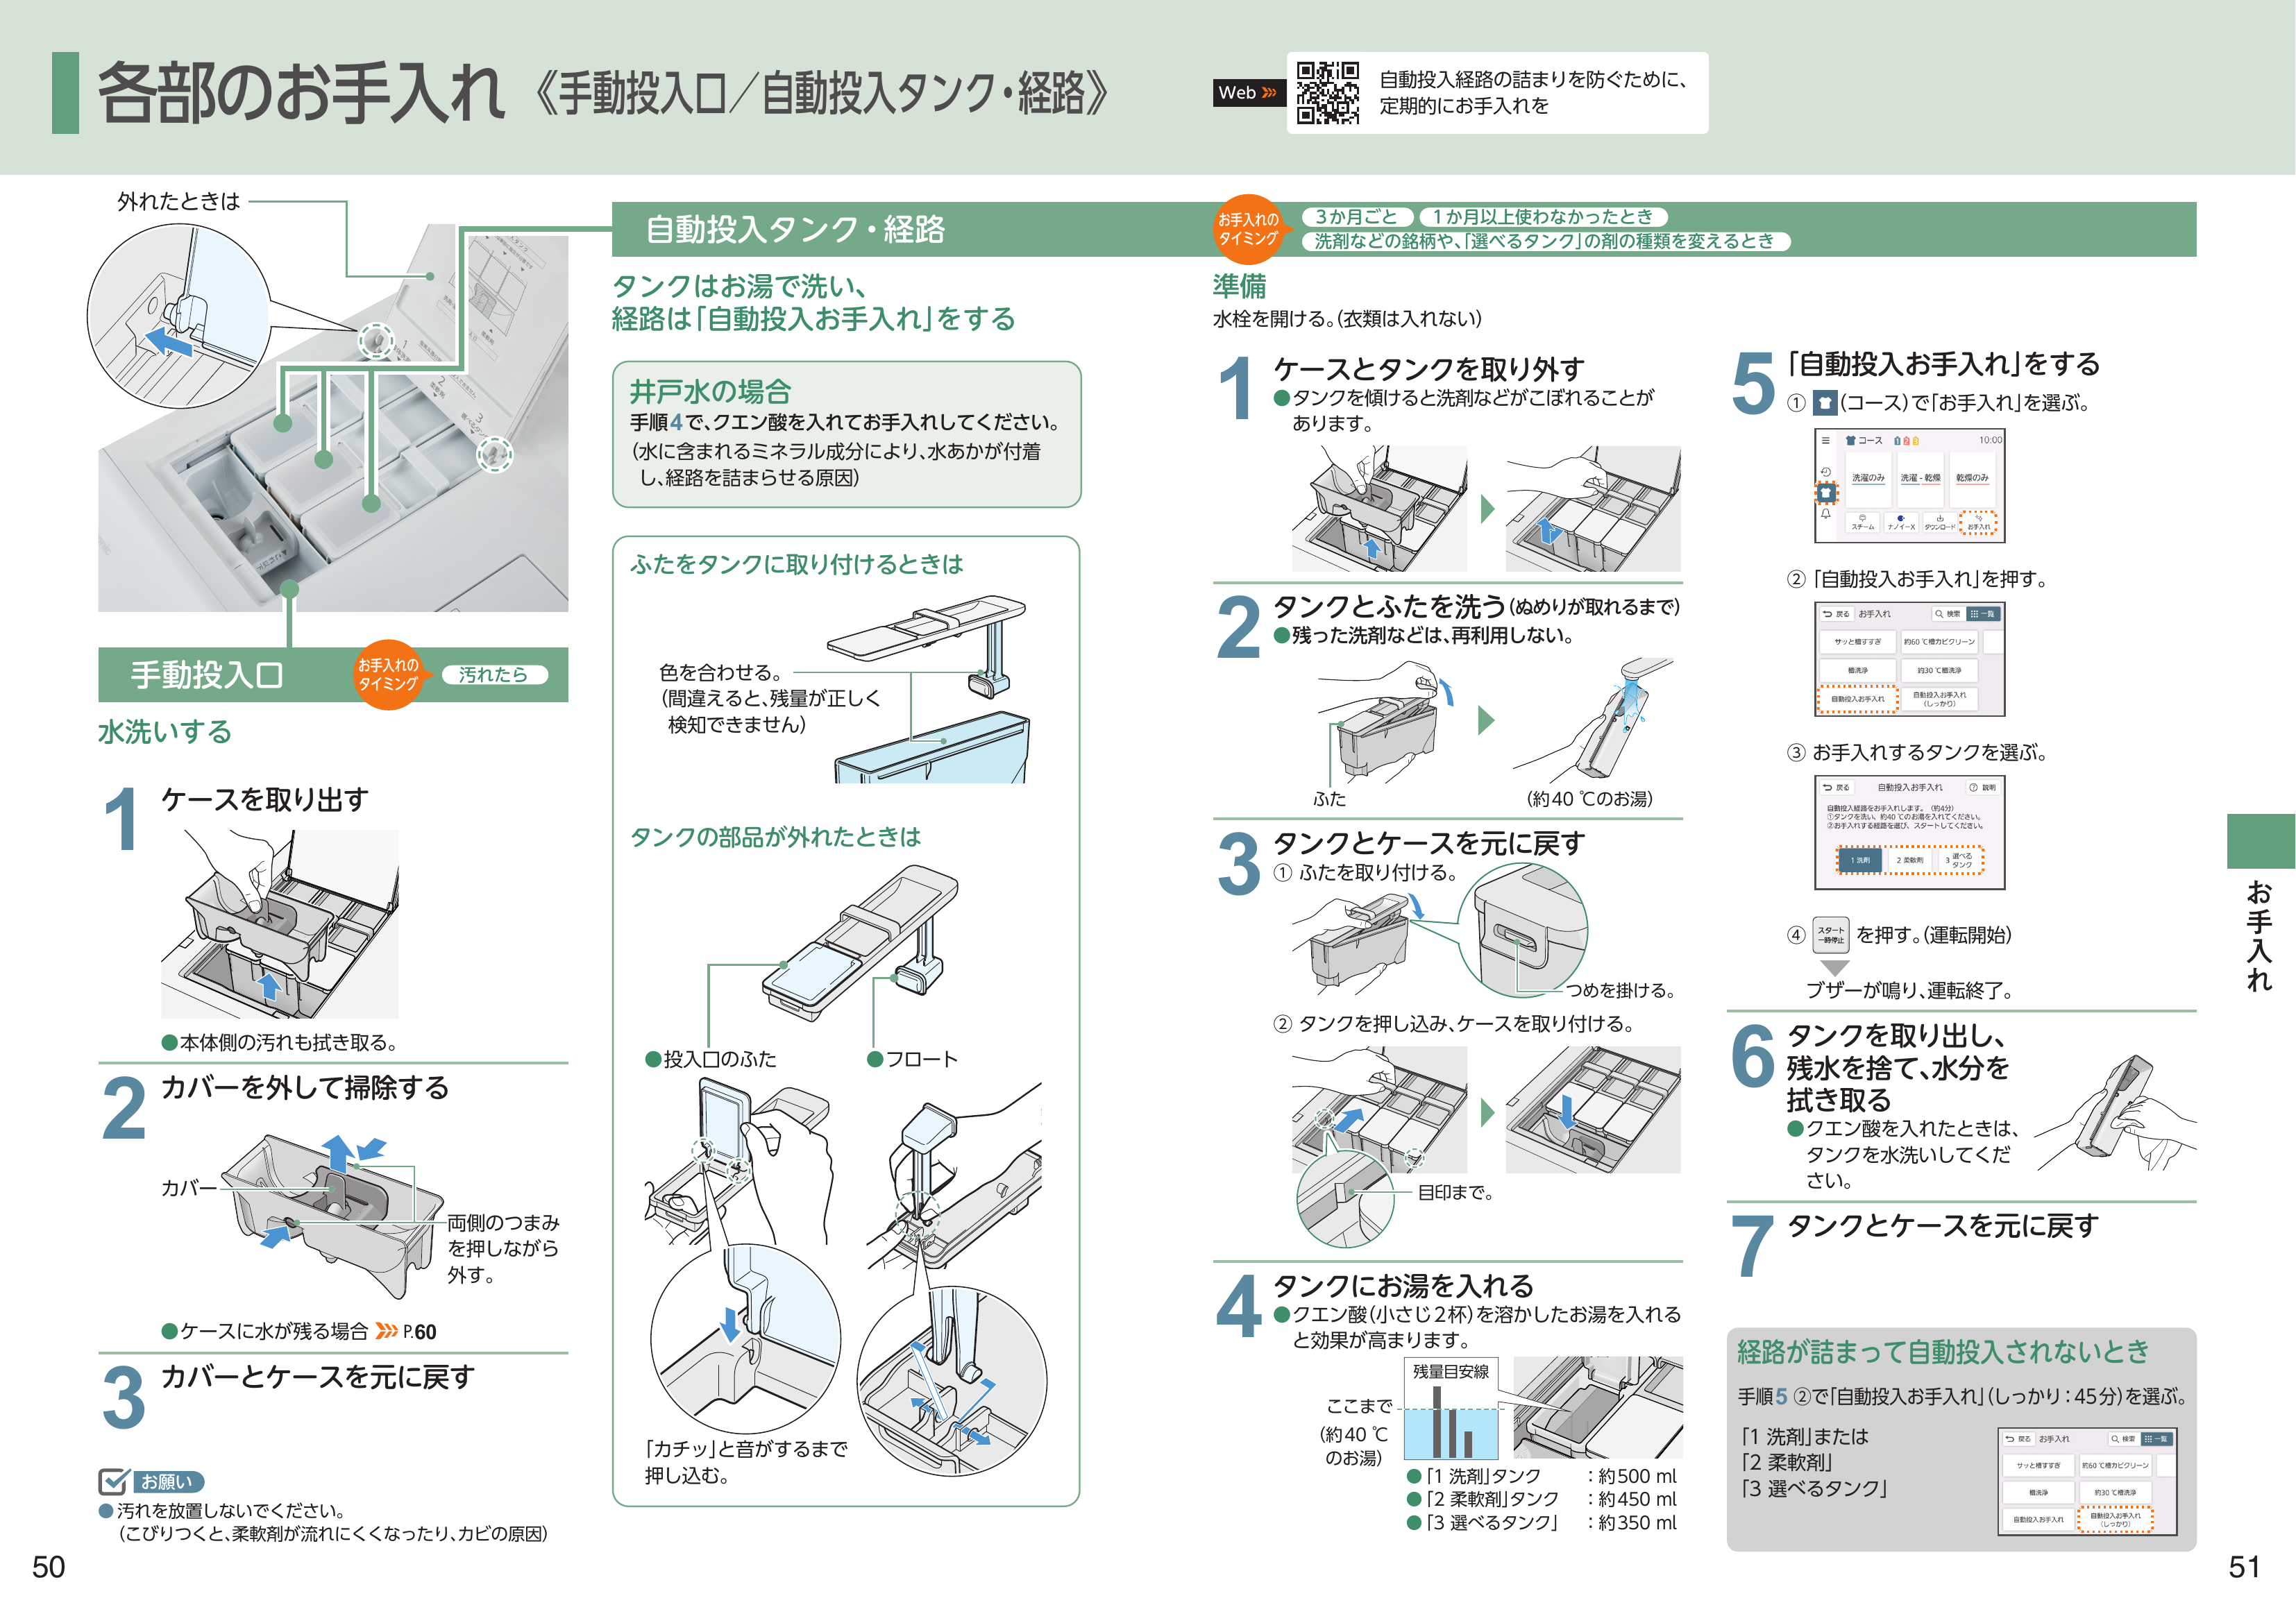 各部のお手入れ《手動投入口／自動投入タンク・経路》
Web
自動投入経路の詰まりを防ぐために、
定期的にお手入れを
外れたときは
手動投入口
お手入れの
タイミング
汚れたら
水洗いする
1 ケースを取り出す
●本体側の汚れも拭き取る。
2 カバーを外して掃除する
カバー
両側のつまみ
を押しながら
外す。
●ケースに水が残る場合 P.60
3 カバーとケースを元に戻す
お願い
●汚れを放置しないでください。
（こびりつくと、柔軟剤が流れにくくなったり、カビの原因）
50
自動投入タンク・経路
タンクはお湯で洗い、
経路は「自動投入お手入れ」をする
井戸水の場合
手順4で、クエン酸を入れてお手入れしてください。
（水に含まれるミネラル成分により、水あかが付着
し、経路を詰まらせる原因）
ふたをタンクに取り付けるときは
色を合わせる。
（間違えると、残量が正しく
検知できません）
タンクの部品が外れたときは
●投入口のふた
●フロート
「カチッ」と音がするまで
押し込む。
お手入れの
タイミング
3か月ごと
1か月以上使わなかったとき
洗剤などの銘柄や、「選べるタンク」の剤の種類を変えるとき
準備
水栓を開ける。（衣類は入れない）
1 ケースとタンクを取り外す
●タンクを傾けると洗剤などがこぼれることが
あります。
2 タンクとふたを洗う（ぬめりが取れるまで）
●残った洗剤などは、再利用しない。
ふた
（約40 ℃のお湯）
3 タンクとケースを元に戻す
① ふたを取り付ける。
つめを掛ける。
② タンクを押し込み、ケースを取り付ける。
目印まで。
4 タンクにお湯を入れる
●クエン酸（小さじ2杯）を溶かしたお湯を入れる
と効果が高まります。
残量目安線
ここまで
（約40 ℃
のお湯）
●「1 洗剤」タンク ：約500 ml
●「2 柔軟剤」タンク ：約450 ml
●「3 選べるタンク」 ：約350 ml
5 「自動投入お手入れ」をする
① （コース）で「お手入れ」を選ぶ。
コース 1 2 3 10:00
洗濯のみ 洗濯 - 乾燥 乾燥のみ
スチーム ナノイーX ダウンロード お手入れ
② 「自動投入お手入れ」を押す。
戻る お手入れ 検索 一覧
サッと槽すすぎ 約60 ℃槽カビクリーン
槽洗浄 約30 ℃槽洗浄
自動投入お手入れ 自動投入お手入れ
（しっかり）
③ お手入れするタンクを選ぶ。
戻る 自動投入お手入れ 説明
自動投入経路をお手入れします。（約4分）
①タンクを洗い、約40 ℃のお湯を入れてください。
②お手入れする経路を選び、スタートしてください。
1 洗剤 2 柔軟剤 3 選べる
タンク
④ スタート
一時停止 を押す。（運転開始）
ブザーが鳴り、運転終了。
6 タンクを取り出し、
残水を捨て、水分を
拭き取る
●クエン酸を入れたときは、
タンクを水洗いしてくだ
さい。
7 タンクとケースを元に戻す
経路が詰まって自動投入されないとき
手順5 ②で「自動投入お手入れ」（しっかり：45分）を選ぶ。
「1 洗剤」または
「2 柔軟剤」
「3 選べるタンク」
戻る お手入れ 検索 一覧
サッと槽すすぎ 約60 ℃槽カビクリーン
槽洗浄 約30 ℃槽洗浄
自動投入お手入れ 自動投入お手入れ
（しっかり）
お手入れ
51